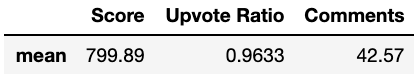 Score Upvote Ratio Comments
mean 799.89 0.9633 42.57